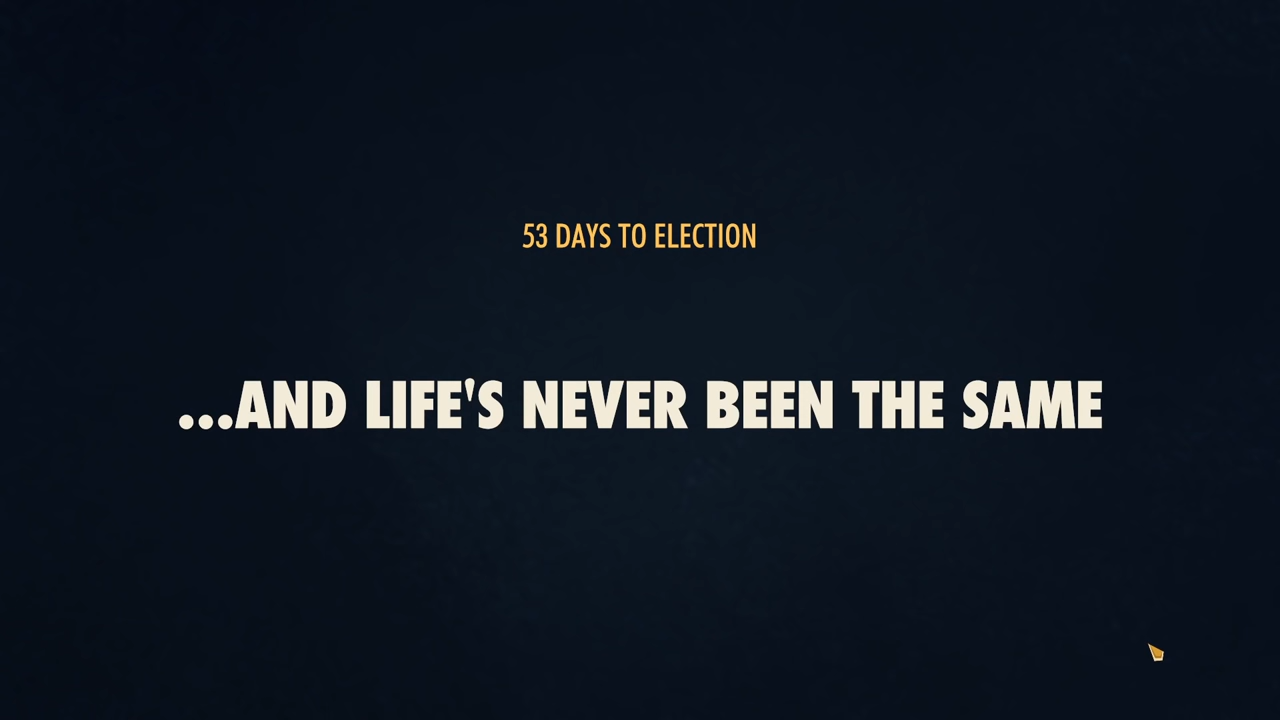 53 DAYS TO ELECTION
...AND LIFE'S NEVER BEEN THE SAME